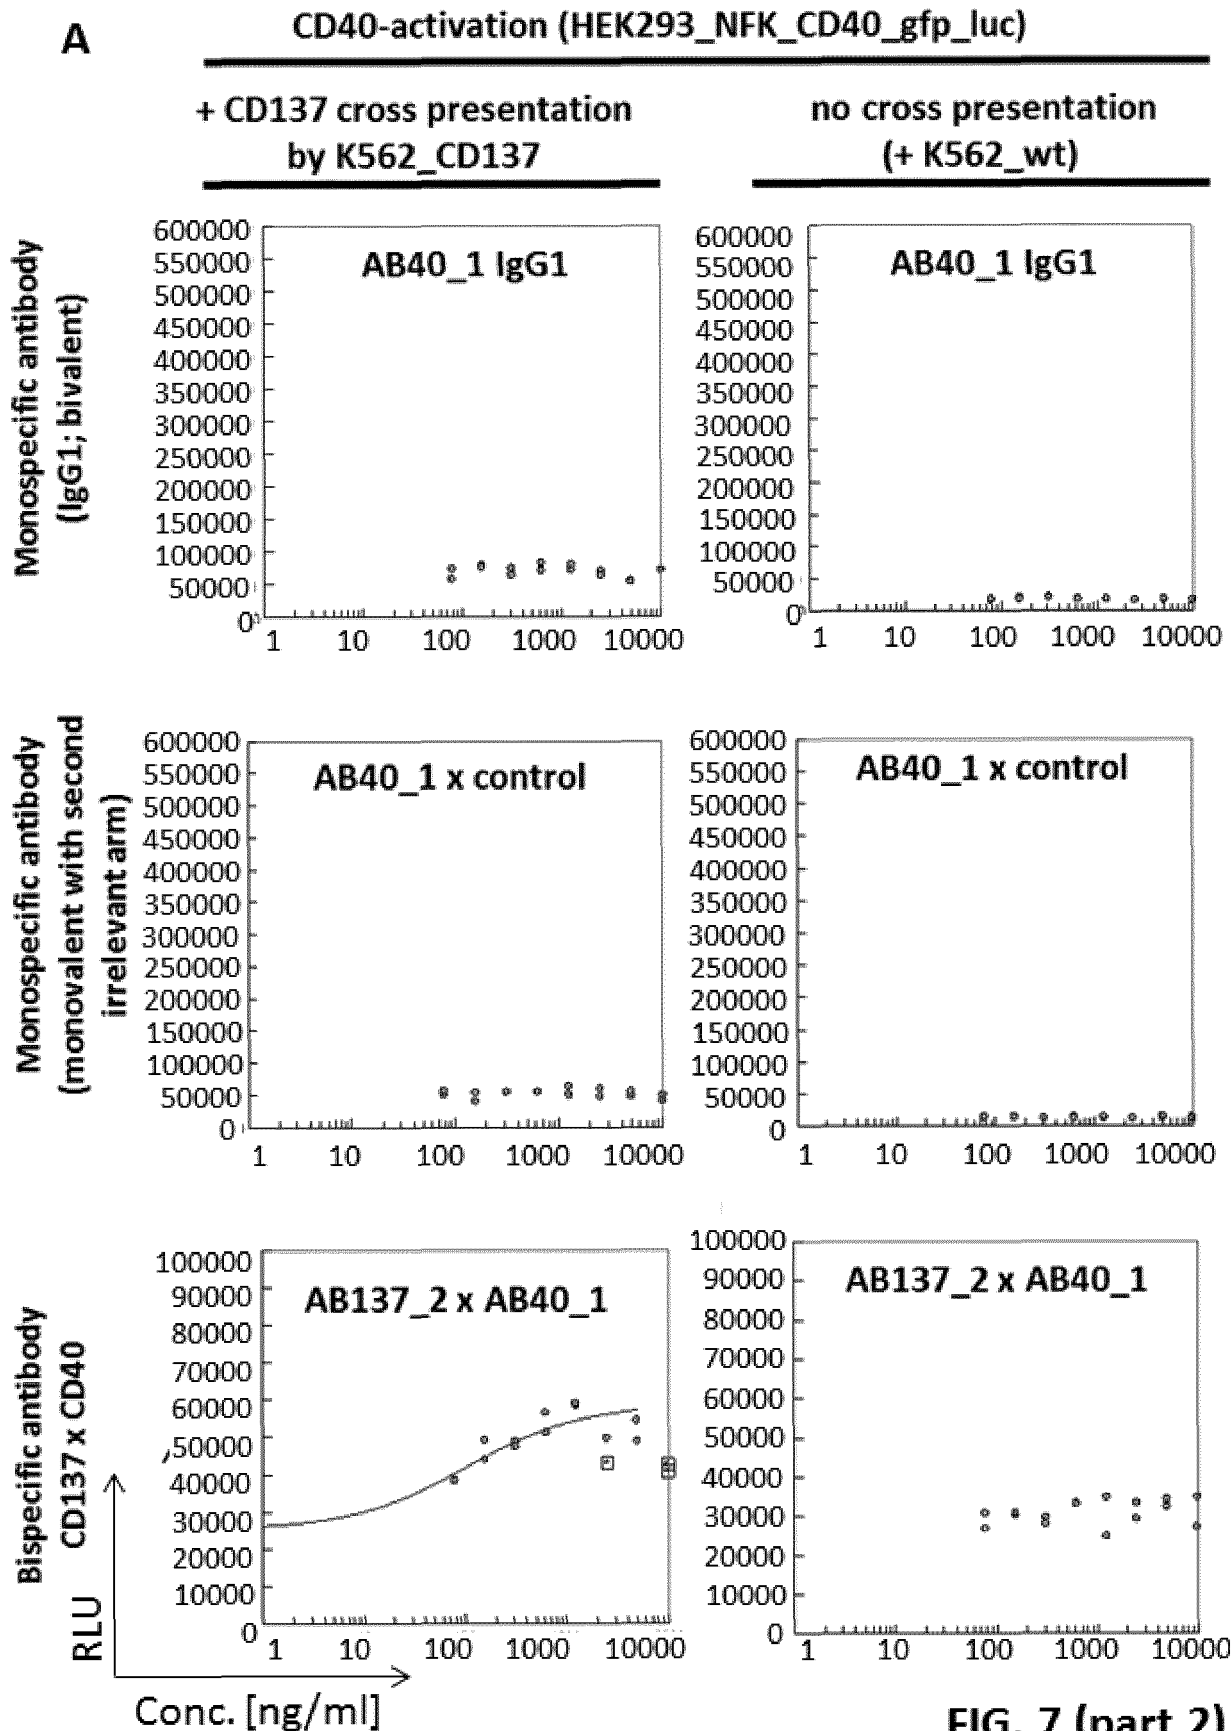 A
CD40-activation (HEK293_NFK_CD40_gfp_luc)
+ CD137 cross presentation
by K562_CD137
no cross presentation
(+ K562_wt)
Monospecific antibody
(IgG1; bivalent)
AB40_1 IgG1
600000
550000
500000
450000
400000
350000
300000
250000
200000
150000
100000
50000
0
1 10 100 1000 10000
AB40_1 IgG1
600000
550000
500000
450000
400000
350000
300000
250000
200000
150000
100000
50000
0
1 10 100 1000 10000
Monospecific antibody
(monovalent with second
irrelevant arm)
AB40_1 x control
600000
550000
500000
450000
400000
350000
300000
250000
200000
150000
100000
50000
0
1 10 100 1000 10000
AB40_1 x control
600000
550000
500000
450000
400000
350000
300000
250000
200000
150000
100000
50000
0
1 10 100 1000 10000
Bispecific antibody
CD137 x CD40
AB137_2 x AB40_1
100000
90000
80000
70000
60000
50000
40000
30000
20000
10000
0
1 10 100 1000 10000
AB137_2 x AB40_1
100000
90000
80000
70000
60000
50000
40000
30000
20000
10000
0
1 10 100 1000 10000
RLU
Conc. [ng/ml]
FIG. 7 (part 2)